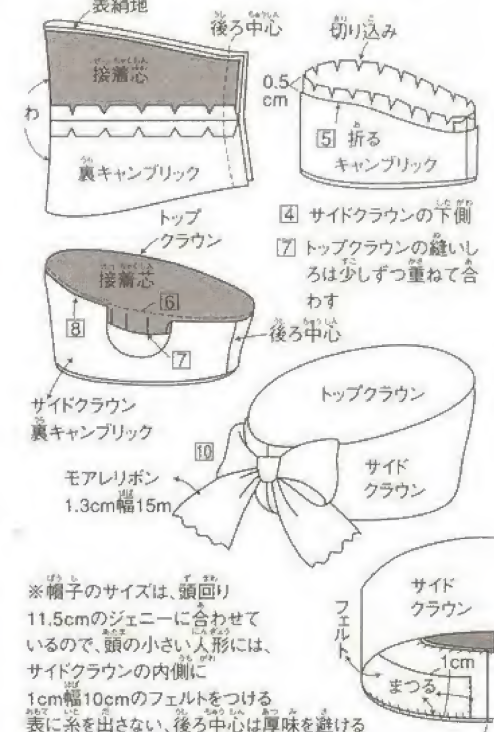 表絹地
後ろ中心
接着芯
わ
裏キャンブリック
切り込み
0.5
cm
5 折る
キャンブリック
4 サイドクラウンの下側
7 トップクラウンの縫いし
ろは少しずつ重ねて合
わす
トップ
クラウン
接着芯
6
8
7
後ろ中心
サイドクラウン
裏キャンブリック
トップクラウン
10
サイド
クラウン
モアレリボン
1.3cm幅15m
※帽子のサイズは、頭回り
11.5cmのジェニーに合わせて
いるので、頭の小さい人形には、
サイドクラウンの内側に
1cm幅10cmのフェルトをつける
表に糸を出さない、後ろ中心は厚味を避ける
サイド
クラウン
フェルト
1cm
まつる